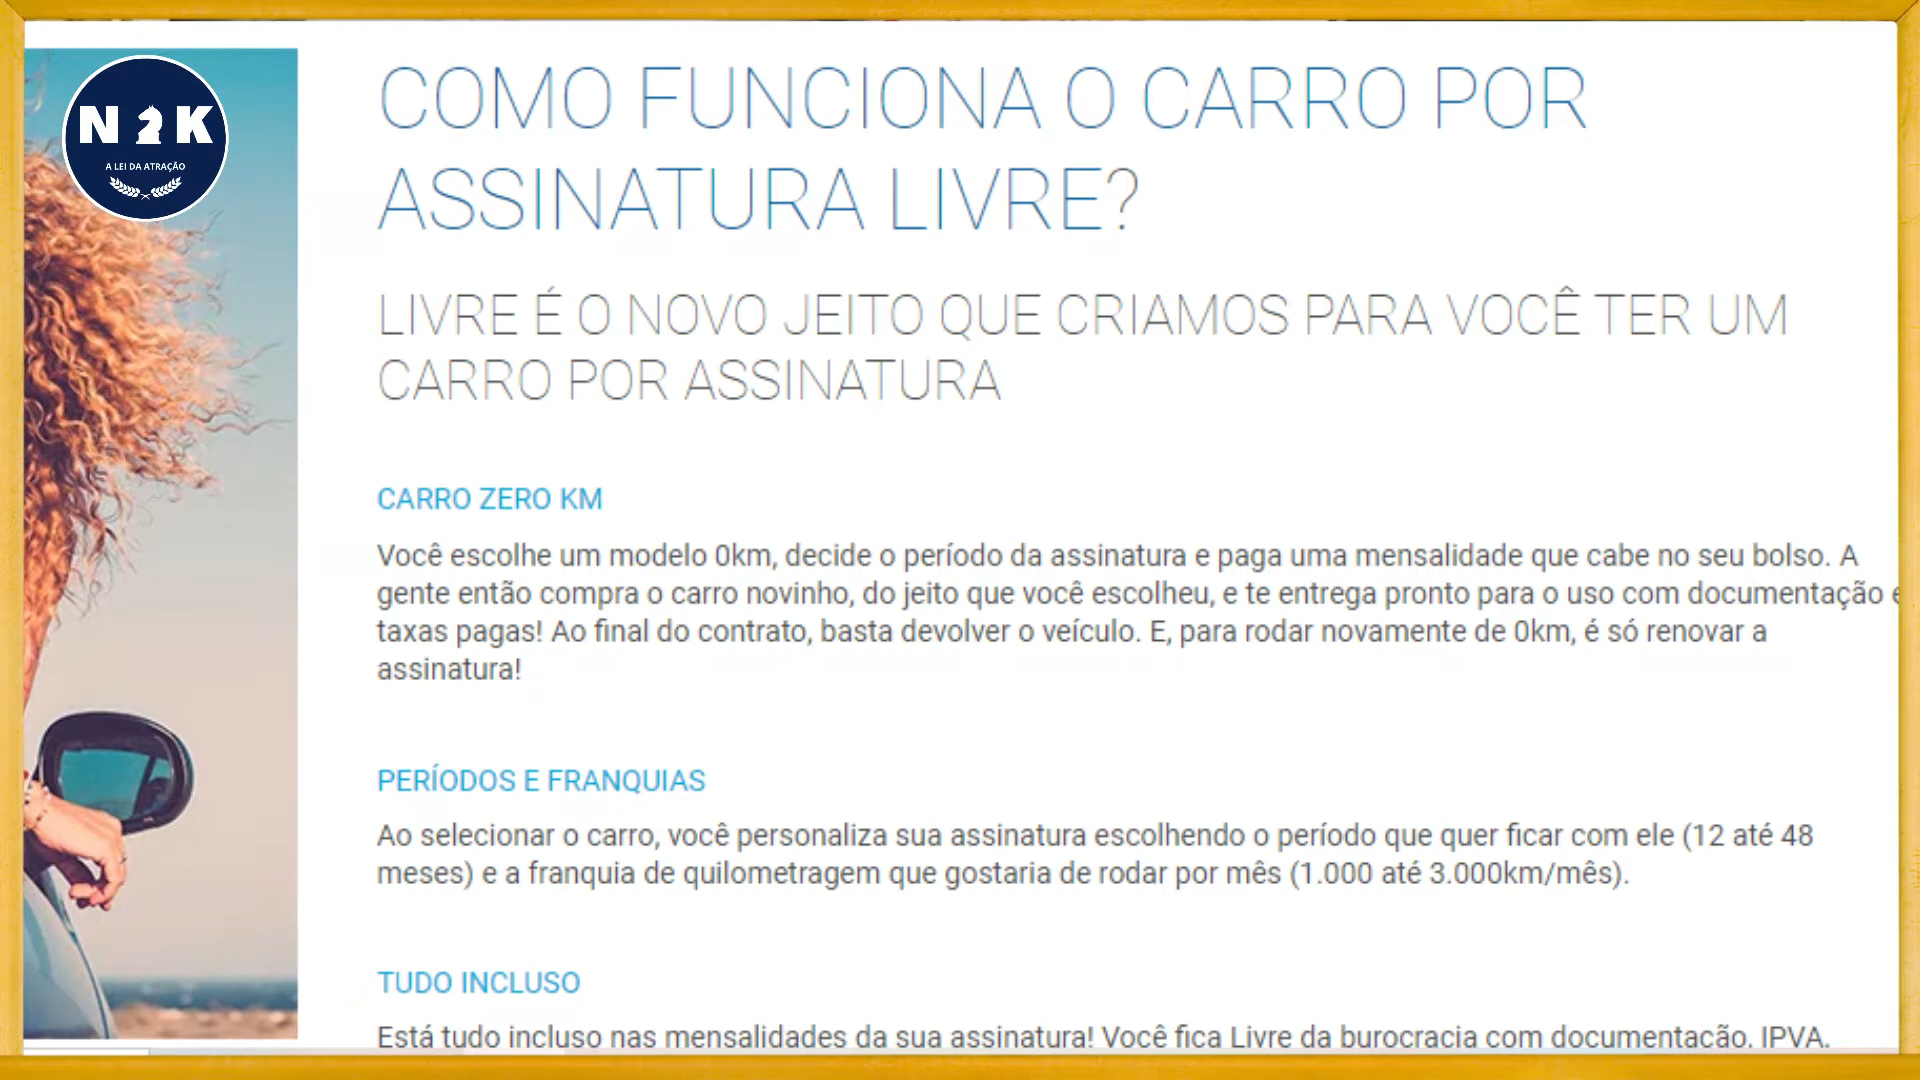 N K
A LEI DA ATRAÇÃO
COMO FUNCIONA O CARRO POR
ASSINATURA LIVRE?
LIVRE É O NOVO JEITO QUE CRIAMOS PARA VOCÊ TER UM
CARRO POR ASSINATURA
CARRO ZERO KM
Você escolhe um modelo 0km, decide o período da assinatura e paga uma mensalidade que cabe no seu bolso. A
gente então compra o carro novinho, do jeito que você escolheu, e te entrega pronto para o uso com documentação e
taxas pagas! Ao final do contrato, basta devolver o veículo. E, para rodar novamente de 0km, é só renovar a
assinatura!
PERÍODOS E FRANQUIAS
Ao selecionar o carro, você personaliza sua assinatura escolhendo o período que quer ficar com ele (12 até 48
meses) e a franquia de quilometragem que gostaria de rodar por mês (1.000 até 3.000km/mês).
TUDO INCLUSO
Está tudo incluso nas mensalidades da sua assinatura! Você fica Livre da burocracia com documentação, IPVA,